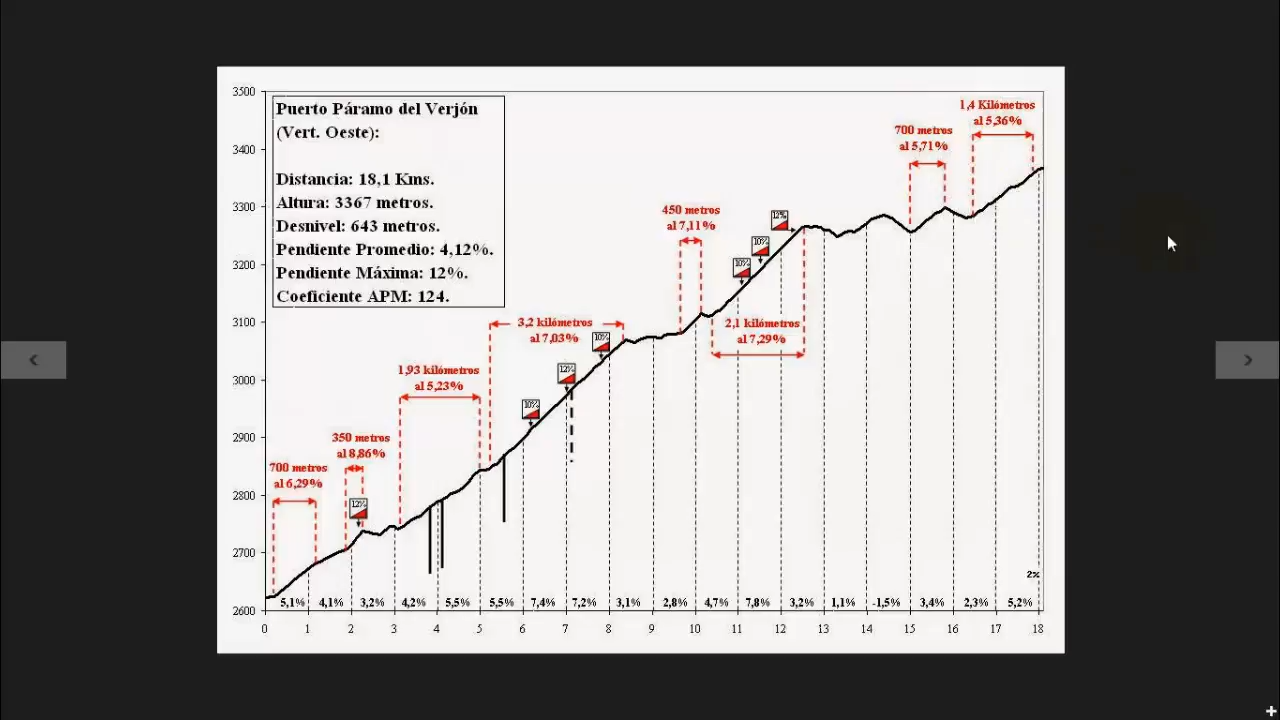 Puerto Páramo del Verjón
(Vert. Oeste):
Distancia: 18,1 Kms.
Altura: 3367 metros.
Desnivel: 643 metros.
Pendiente Promedio: 4,12%.
Pendiente Máxima: 12%.
Coeficiente APM: 124.
3500
3400
3300
3200
3100
3000
2900
2800
2700
2600
700 metros
al 6,29%
350 metros
al 8,86%
12%
1,93 kilómetros
al 5,23%
3,2 kilómetros
al 7,03%
10%
12%
10%
450 metros
al 7,11%
10%
10%
12%
2,1 kilómetros
al 7,29%
700 metros
al 5,71%
1,4 Kilómetros
al 5,36%
2%
5,1% 4,1% 3,2% 4,2% 5,5% 5,5% 7,4% 7,2% 3,1% 2,8% 4,7% 7,8% 3,2% 1,1% -1,5% 3,4% 2,3% 5,2%
0 1 2 3 4 5 6 7 8 9 10 11 12 13 14 15 16 17 18